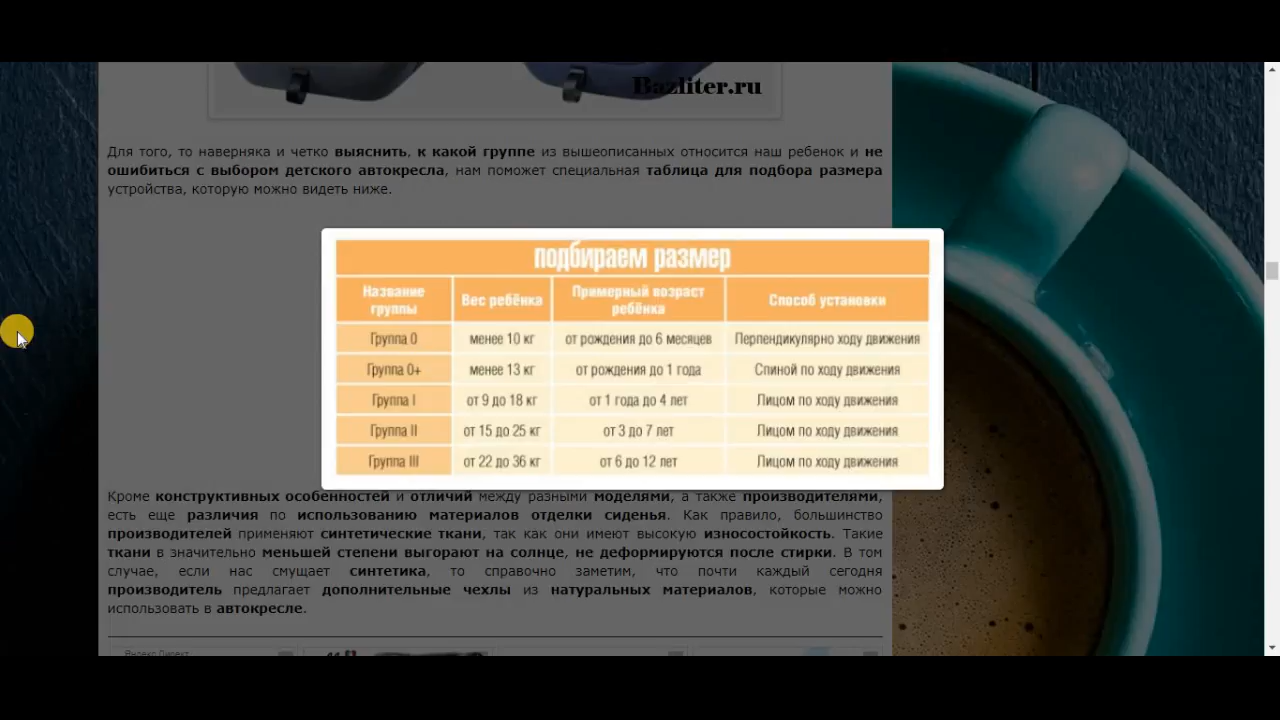 Bazliter.ru
Для того, то наверняка и четко выяснить, к какой группе из вышеописанных относится наш ребенок и не
ошибиться с выбором детского автокресла, нам поможет специальная таблица для подбора размера
устройства, которую можно видеть ниже.
подбираем размер
Название группы Вес ребёнка Примерный возраст ребёнка Способ установки
Группа 0 менее 10 кг от рождения до 6 месяцев Перпендикулярно ходу движения
Группа 0+ менее 13 кг от рождения до 1 года Спиной по ходу движения
Группа I от 9 до 18 кг от 1 года до 4 лет Лицом по ходу движения
Группа II от 15 до 25 кг от 3 до 7 лет Лицом по ходу движения
Группа III от 22 до 36 кг от 6 до 12 лет Лицом по ходу движения
Кроме конструктивных особенностей и отличий между разными моделями, а также производителями,
есть еще различия по использованию материалов отделки сиденья. Как правило, большинство
производителей применяют синтетические ткани, так как они имеют высокую износостойкость. Такие
ткани в значительно меньшей степени выгорают на солнце, не деформируются после стирки. В том
случае, если нас смущает синтетика, то справочно заметим, что почти каждый сегодня
производитель предлагает дополнительные чехлы из натуральных материалов, которые можно
использовать в автокресле.
Яндекс.Директ